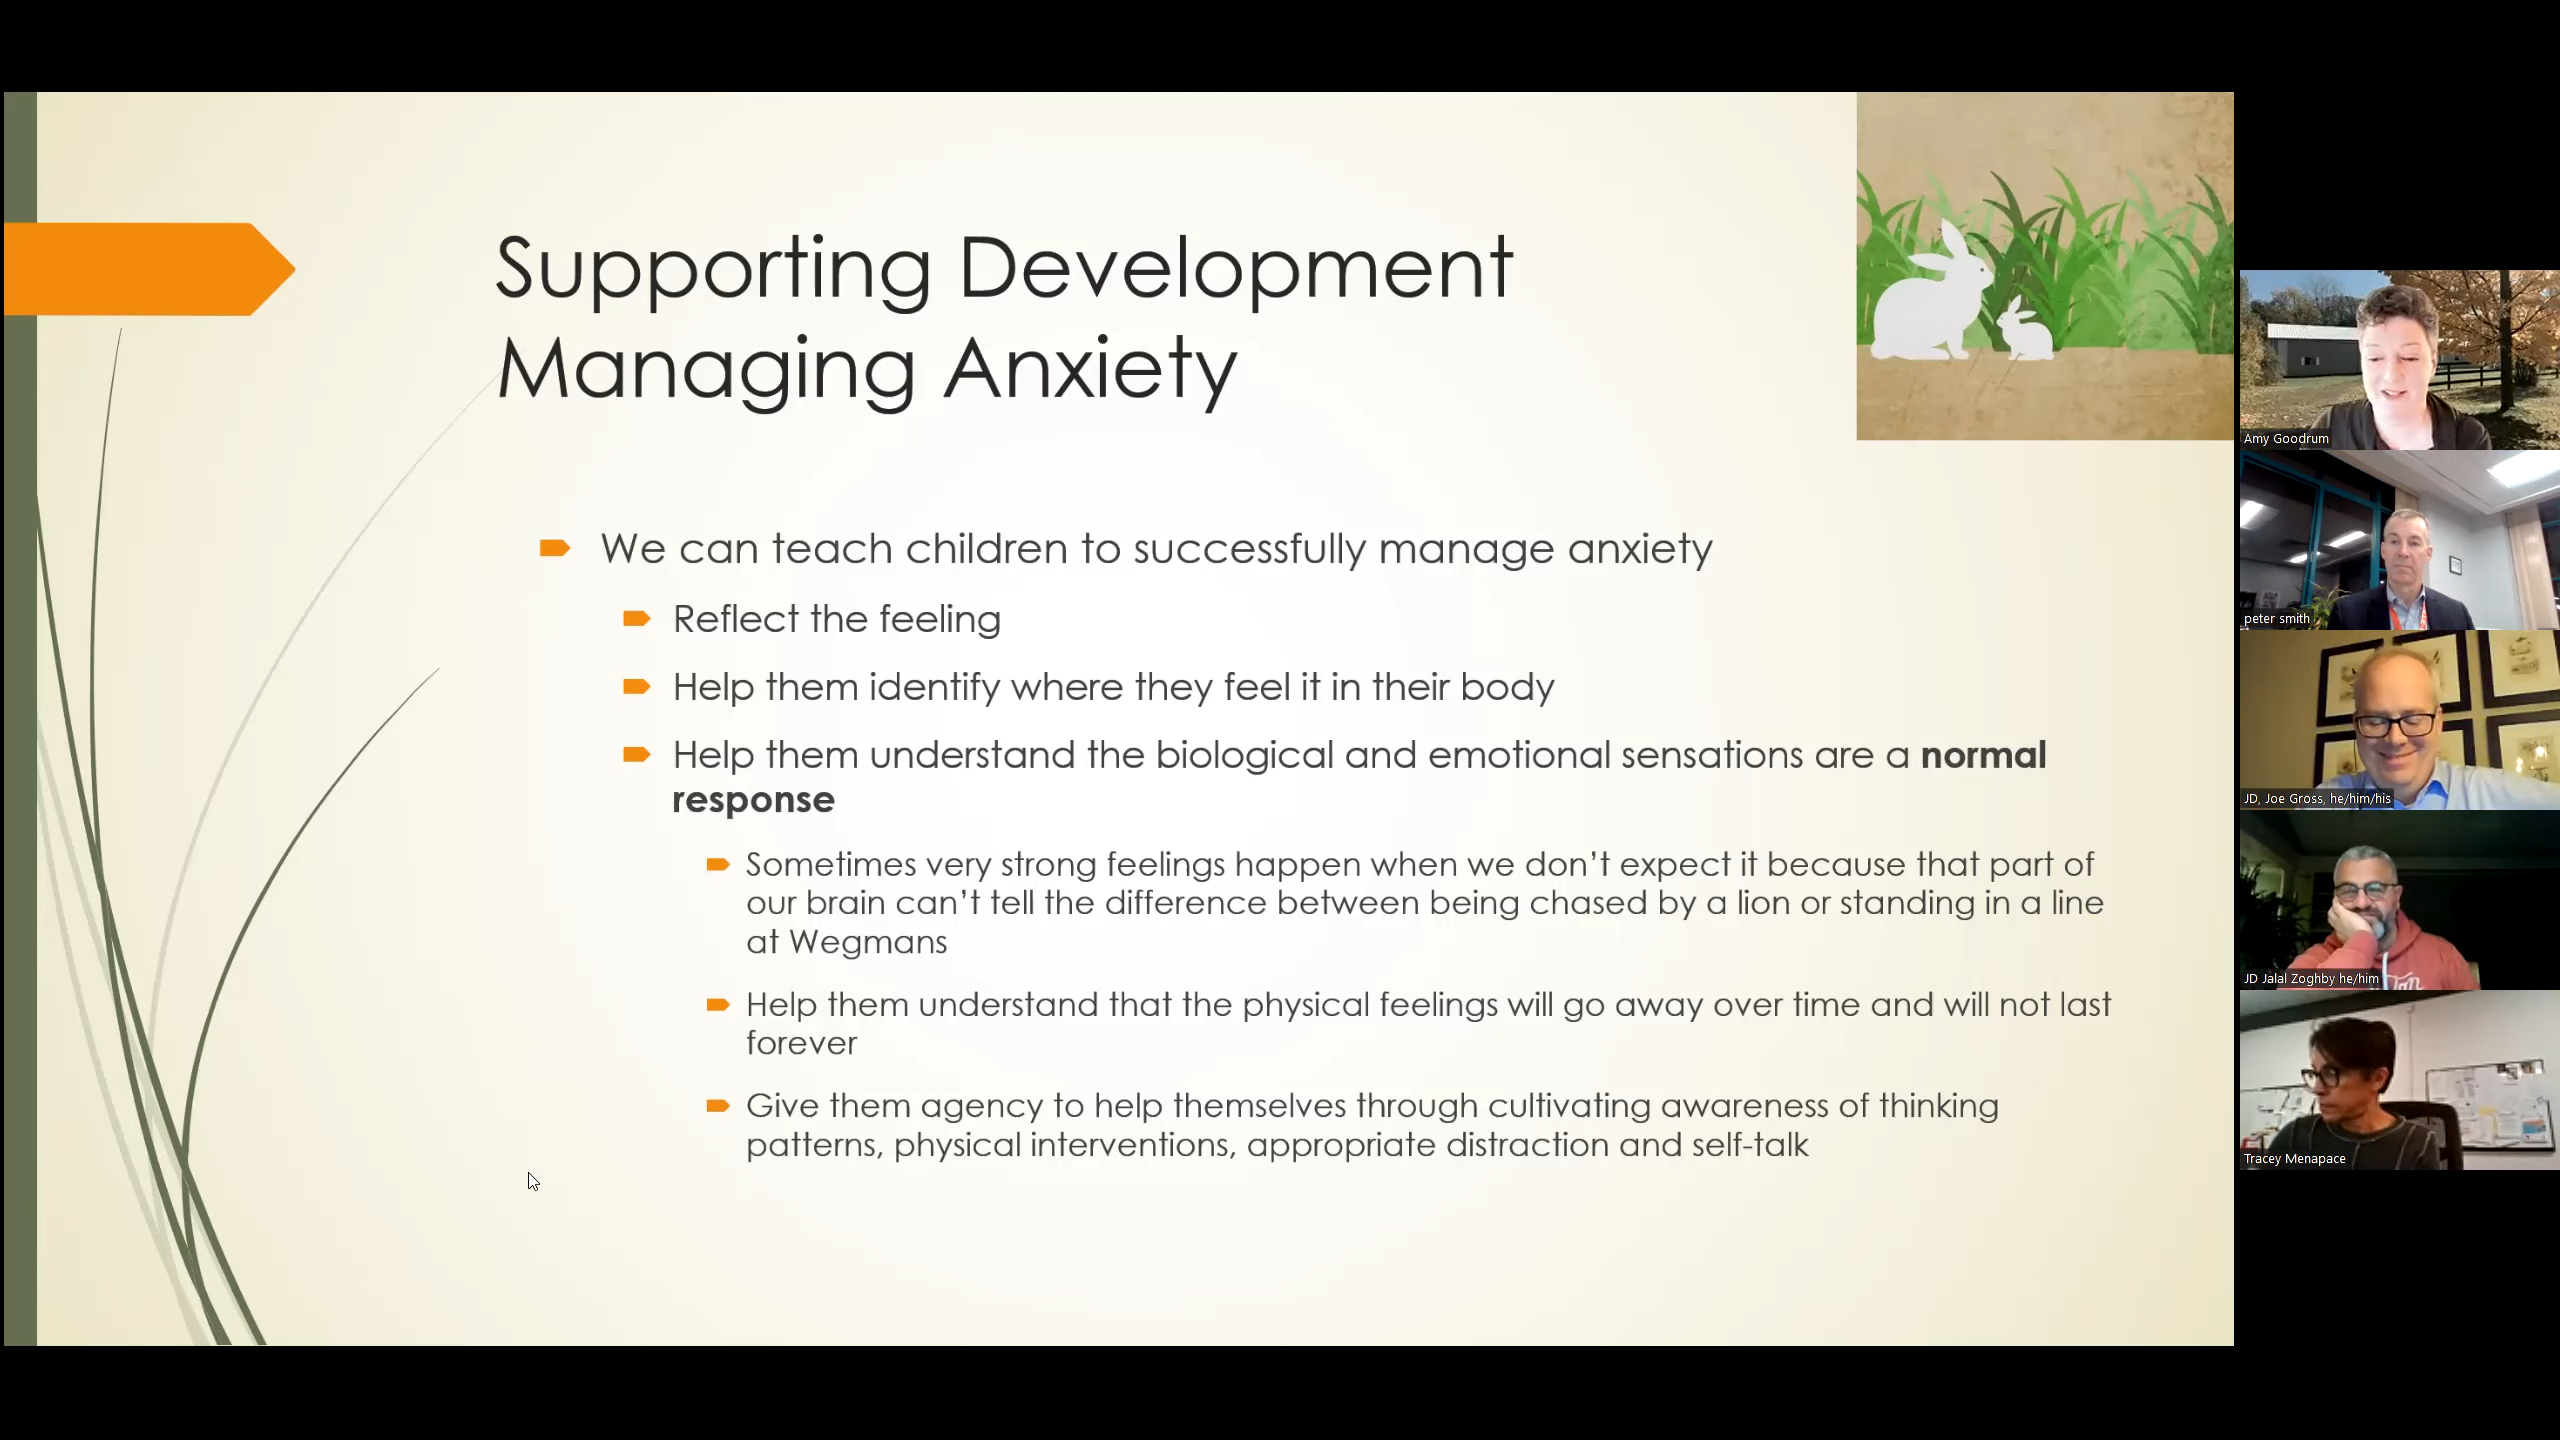 Supporting Development
Managing Anxiety
We can teach children to successfully manage anxiety
Reflect the feeling
Help them identify where they feel it in their body
Help them understand the biological and emotional sensations are a normal
response
Sometimes very strong feelings happen when we don’t expect it because that part of
our brain can’t tell the difference between being chased by a lion or standing in a line
at Wegmans
Help them understand that the physical feelings will go away over time and will not last
forever
Give them agency to help themselves through cultivating awareness of thinking
patterns, physical interventions, appropriate distraction and self-talk
Amy Goodrum
peter smith
JD, Joe Gross, he/him/his
JD Jalal Zoghby he/him
Tracey Menapace